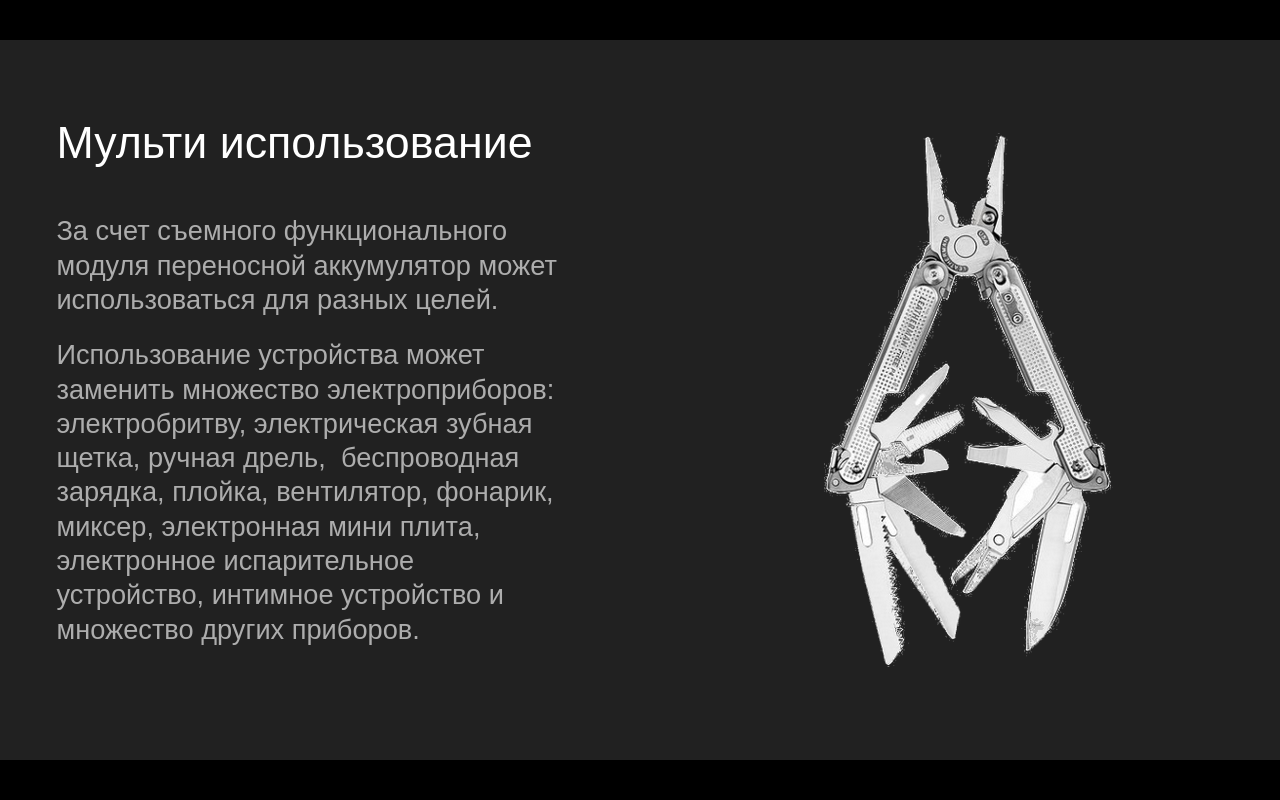 Мульти использование
За счет съемного функционального
модуля переносной аккумулятор может
использоваться для разных целей.
Использование устройства может
заменить множество электроприборов:
электробритву, электрическая зубная
щетка, ручная дрель,  беспроводная
зарядка, плойка, вентилятор, фонарик,
миксер, электронная мини плита,
электронное испарительное
устройство, интимное устройство и
множество других приборов.